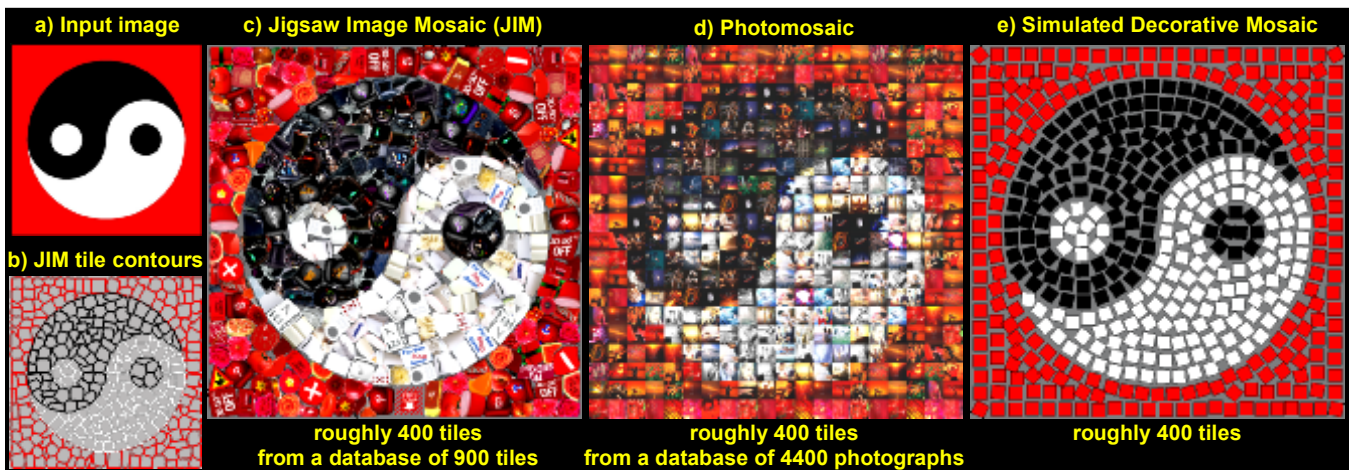 a) Input image
b) JIM tile contours
c) Jigsaw Image Mosaic (JIM)
roughly 400 tiles
from a database of 900 tiles
d) Photomosaic
roughly 400 tiles
from a database of 4400 photographs
e) Simulated Decorative Mosaic
roughly 400 tiles